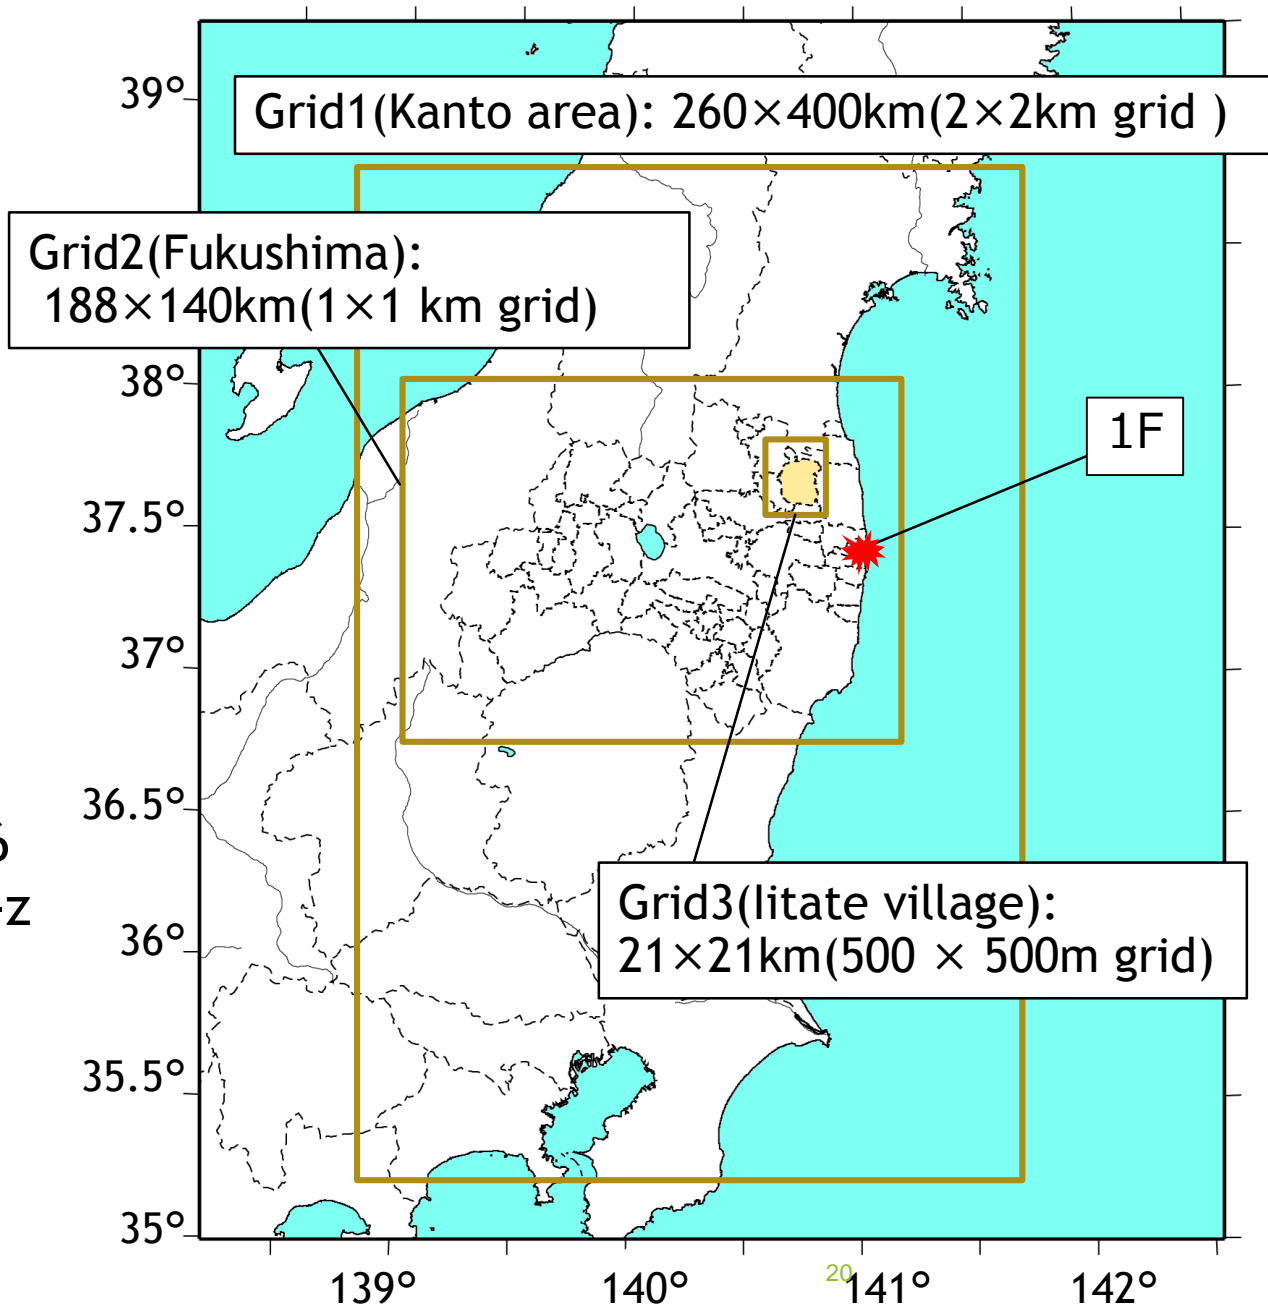 39°
Grid1(Kanto area): 260×400km(2×2km grid )
Grid2(Fukushima):
188×140km(1×1 km grid)
38°
1F
37.5°
37°
36.5°
Grid3(Iitate village):
21×21km(500 × 500m grid)
36°
35.5°
35°
139°
140°
20
141°
142°